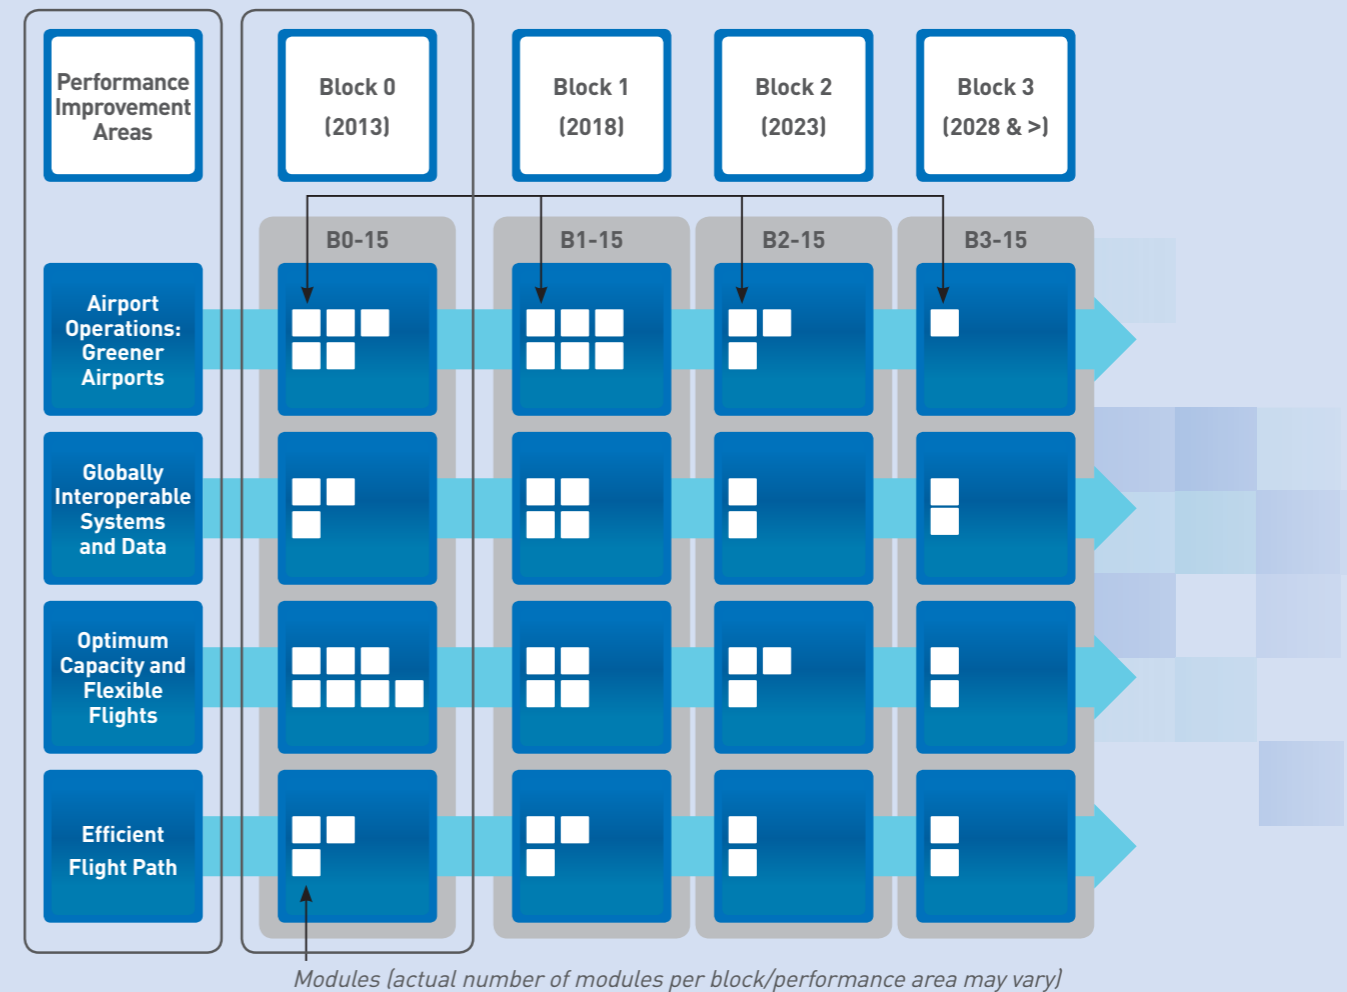 Performance
Improvement
Areas
Block 0
(2013)
Block 1
(2018)
Block 2
(2023)
Block 3
(2028 & >)
B0-15
B1-15
B2-15
B3-15
Airport
Operations:
Greener
Airports
Globally
Interoperable
Systems
and Data
Optimum
Capacity and
Flexible
Flights
Efficient
Flight Path
Modules (actual number of modules per block/performance area may vary)